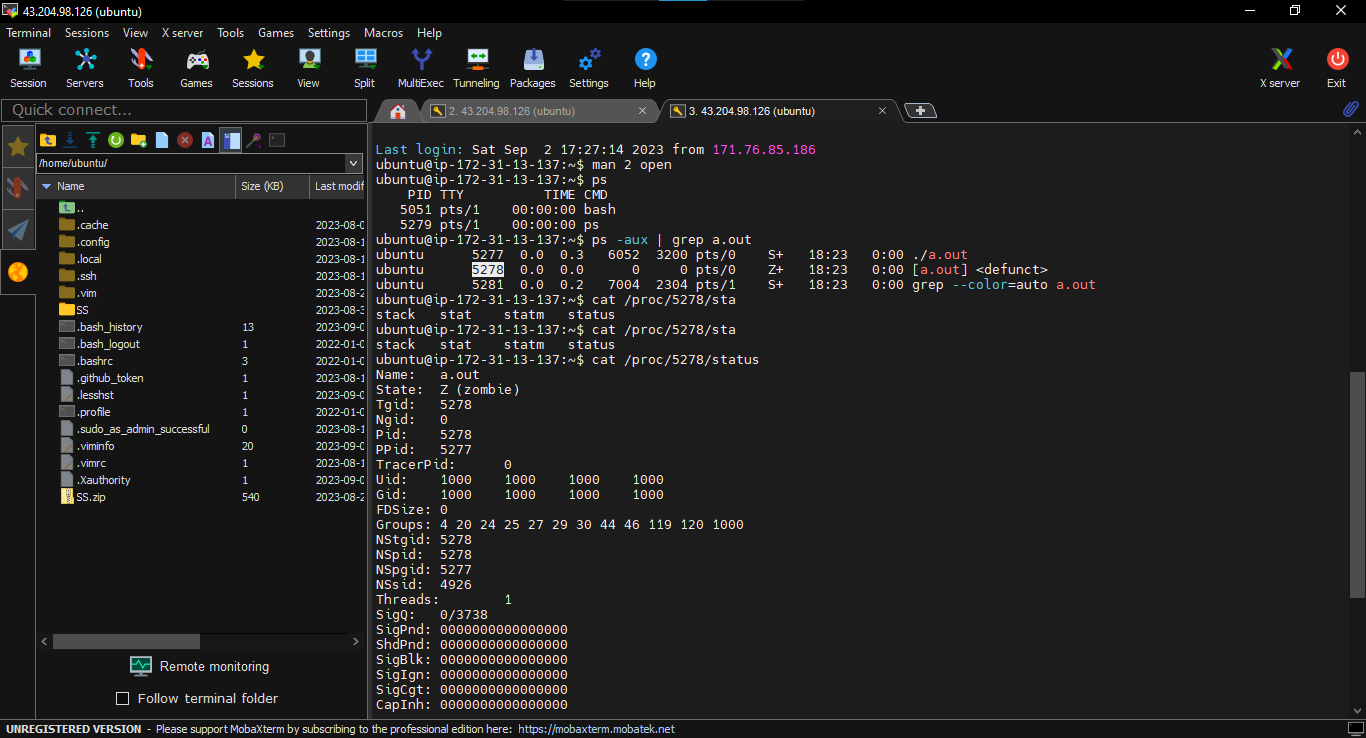 43.204.98.126 (ubuntu)
Terminal Sessions View X server Tools Games Settings Macros Help
Session Servers Tools Games Sessions View Split MultiExec Tunneling Packages Settings Help X server Exit
Quick connect...
2. 43.204.98.126 (ubuntu)
3. 43.204.98.126 (ubuntu)
/home/ubuntu/
Name Size (KB) Last modif
..
.cache 2023-08-0
.config 2023-08-1
.local 2023-08-1
.ssh 2023-08-1
.vim 2023-08-2
SS 2023-08-3
.bash_history 13 2023-09-0
.bash_logout 1 2022-01-0
.bashrc 3 2022-01-0
.github_token 1 2023-08-1
.lesshst 1 2023-09-0
.profile 1 2022-01-0
.sudo_as_admin_successful 0 2023-08-1
.viminfo 20 2023-09-0
.vimrc 1 2023-08-1
.Xauthority 1 2023-09-0
SS.zip 540 2023-08-2
Remote monitoring
Follow terminal folder
Last login: Sat Sep  2 17:27:14 2023 from 171.76.85.186
ubuntu@ip-172-31-13-137:~$ man 2 open
ubuntu@ip-172-31-13-137:~$ ps
    PID TTY          TIME CMD
   5051 pts/1    00:00:00 bash
   5279 pts/1    00:00:00 ps
ubuntu@ip-172-31-13-137:~$ ps -aux | grep a.out
ubuntu      5277  0.0  0.3   6052  3200 pts/0    S+   18:23   0:00 ./a.out
ubuntu      5278  0.0  0.0      0     0 pts/0    Z+   18:23   0:00 [a.out] <defunct>
ubuntu      5281  0.0  0.2   7004  2304 pts/1    S+   18:23   0:00 grep --color=auto a.out
ubuntu@ip-172-31-13-137:~$ cat /proc/5278/sta
stack   stat    statm   status
ubuntu@ip-172-31-13-137:~$ cat /proc/5278/sta
stack   stat    statm   status
ubuntu@ip-172-31-13-137:~$ cat /proc/5278/status
Name:   a.out
State:  Z (zombie)
Tgid:   5278
Ngid:   0
Pid:    5278
PPid:   5277
TracerPid:      0
Uid:    1000    1000    1000    1000
Gid:    1000    1000    1000    1000
FDSize: 0
Groups: 4 20 24 25 27 29 30 44 46 119 120 1000
NStgid: 5278
NSpid:  5278
NSpgid: 5277
NSsid:  4926
Threads:        1
SigQ:   0/3738
SigPnd: 0000000000000000
ShdPnd: 0000000000000000
SigBlk: 0000000000000000
SigIgn: 0000000000000000
SigCgt: 0000000000000000
CapInh: 0000000000000000
UNREGISTERED VERSION - Please support MobaXterm by subscribing to the professional edition here: https://mobaxterm.mobatek.net